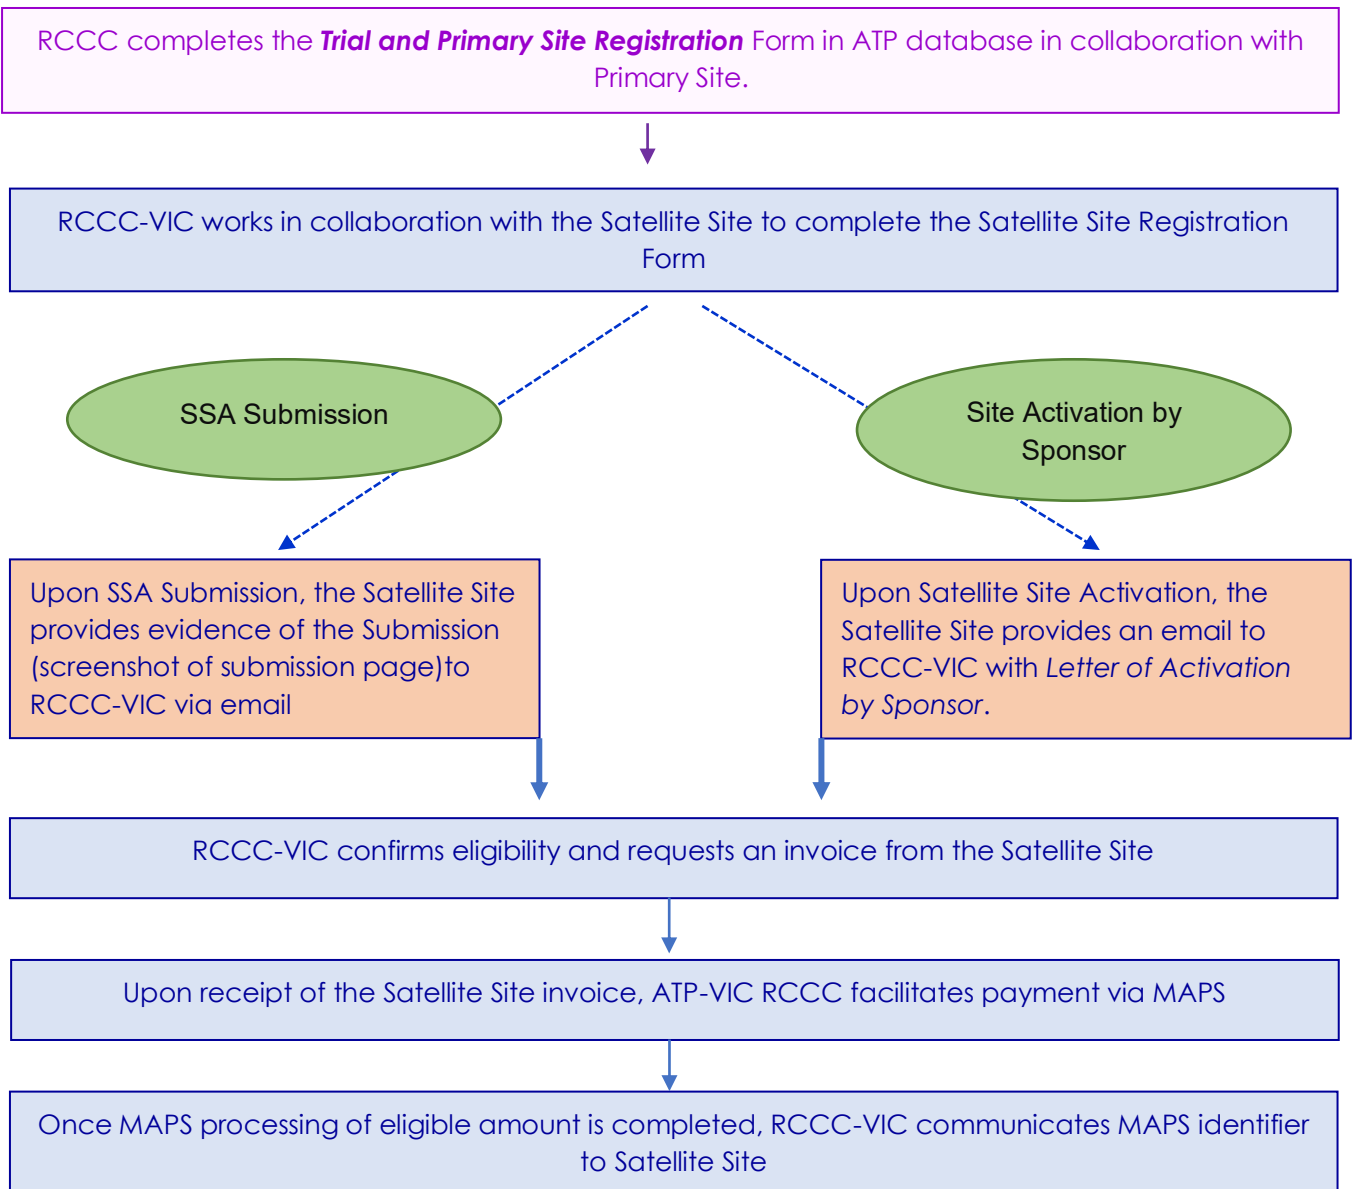 RCCC completes the Trial and Primary Site Registration Form in ATP database in collaboration with
Primary Site.
RCCC-VIC works in collaboration with the Satellite Site to complete the Satellite Site Registration
Form
SSA Submission
Site Activation by
Sponsor
Upon SSA Submission, the Satellite Site
provides evidence of the Submission
(screenshot of submission page)to
RCCC-VIC via email
Upon Satellite Site Activation, the
Satellite Site provides an email to
RCCC-VIC with Letter of Activation
by Sponsor.
RCCC-VIC confirms eligibility and requests an invoice from the Satellite Site
Upon receipt of the Satellite Site invoice, ATP-VIC RCCC facilitates payment via MAPS
Once MAPS processing of eligible amount is completed, RCCC-VIC communicates MAPS identifier
to Satellite Site